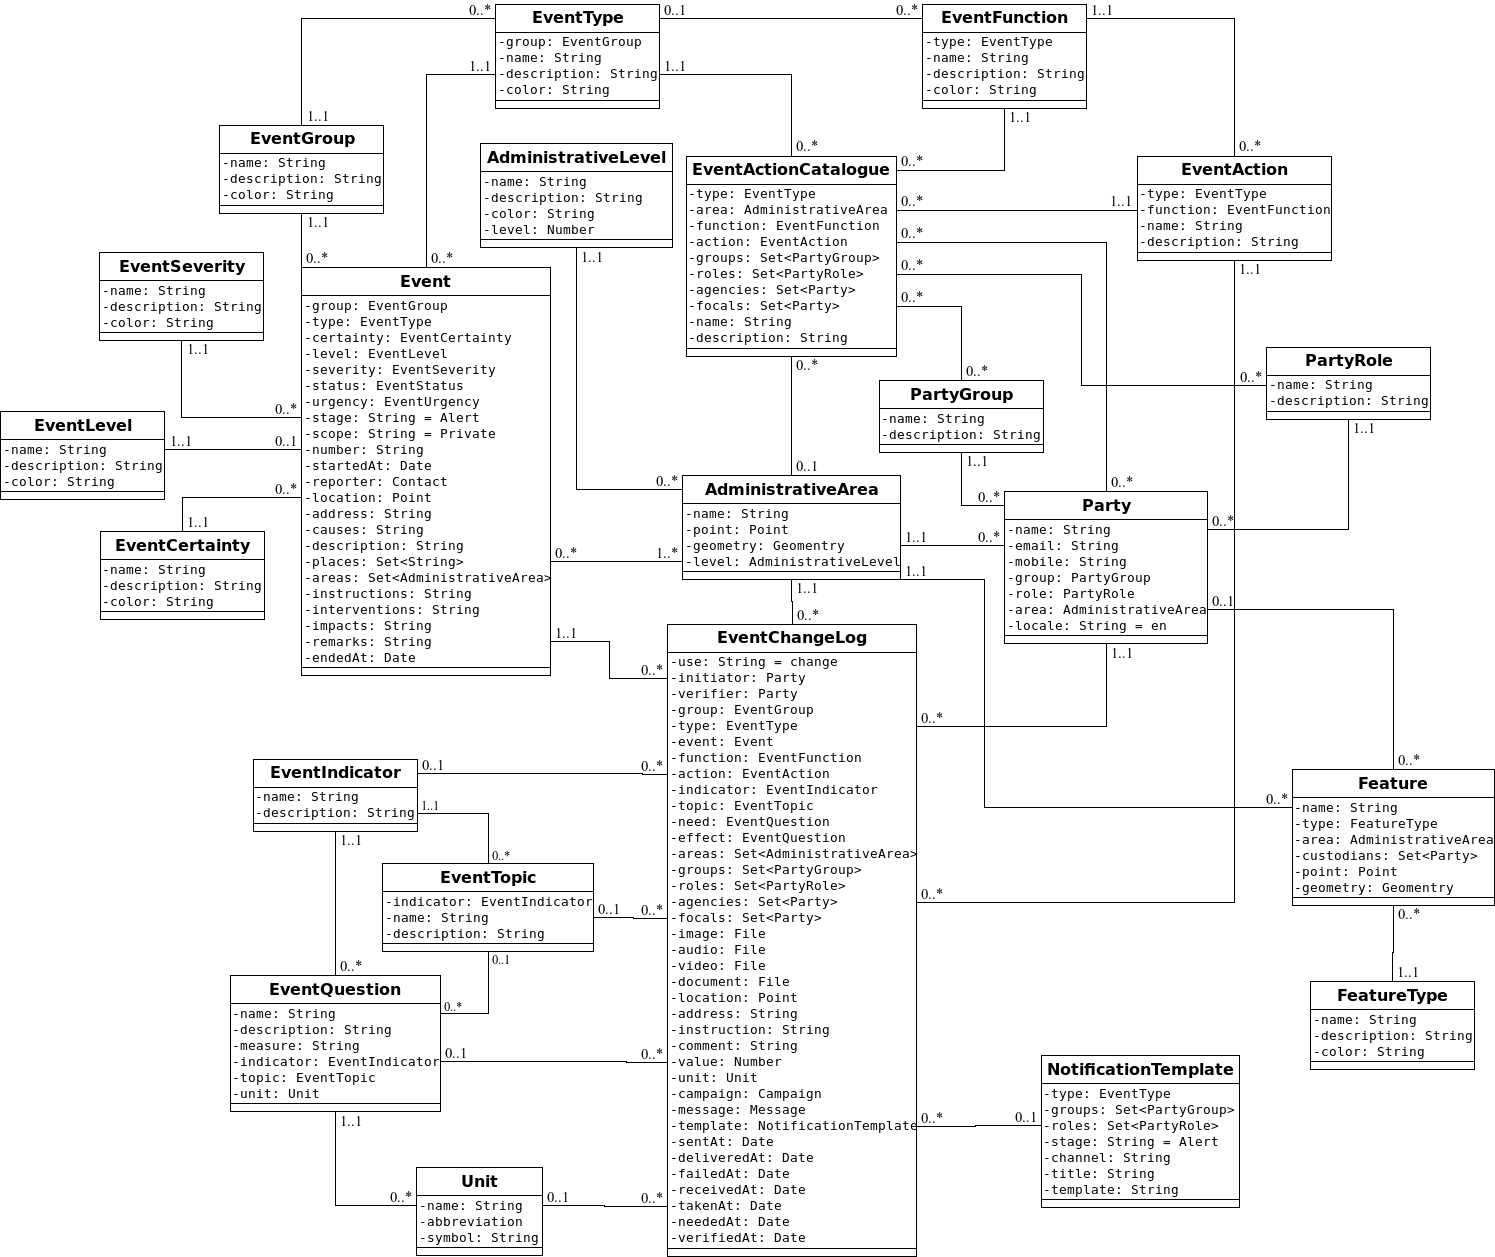 EventType
-group: EventGroup
-name: String
-description: String
-color: String
0..*
0..1
1..1
1..1
EventFunction
-type: EventType
-name: String
-description: String
-color: String
0..*
1..1
1..1
EventGroup
-name: String
-description: String
-color: String
1..1
1..1
AdministrativeLevel
-name: String
-description: String
-color: String
-level: Number
1..1
EventActionCatalogue
-type: EventType
-area: AdministrativeArea
-function: EventFunction
-action: EventAction
-groups: Set<PartyGroup>
-roles: Set<PartyRole>
-agencies: Set<Party>
-focals: Set<Party>
-name: String
-description: String
0..*
0..*
0..*
0..*
0..*
0..*
0..*
EventAction
-type: EventType
-function: EventFunction
-name: String
-description: String
0..*
1..1
1..1
EventSeverity
-name: String
-description: String
-color: String
1..1
Event
-group: EventGroup
-type: EventType
-certainty: EventCertainty
-level: EventLevel
-severity: EventSeverity
-status: EventStatus
-urgency: EventUrgency
-stage: String = Alert
-scope: String = Private
-number: String
-startedAt: Date
-reporter: Contact
-location: Point
-address: String
-causes: String
-description: String
-places: Set<String>
-areas: Set<AdministrativeArea>
-instructions: String
-interventions: String
-impacts: String
-remarks: String
-endedAt: Date
0..*
0..*
0..*
0..1
0..*
0..*
1..1
EventLevel
-name: String
-description: String
-color: String
1..1
EventCertainty
-name: String
-description: String
-color: String
1..1
PartyRole
-name: String
-description: String
0..*
1..1
PartyGroup
-name: String
-description: String
0..*
1..1
AdministrativeArea
-name: String
-point: Point
-geometry: Geomentry
-level: AdministrativeLevel
0..1
0..*
1..*
1..1
1..1
1..1
Party
-name: String
-email: String
-mobile: String
-group: PartyGroup
-role: PartyRole
-area: AdministrativeArea
-locale: String = en
0..*
0..*
0..*
0..*
0..1
1..1
EventChangeLog
-use: String = change
-initiator: Party
-verifier: Party
-group: EventGroup
-type: EventType
-event: Event
-function: EventFunction
-action: EventAction
-indicator: EventIndicator
-topic: EventTopic
-need: EventQuestion
-effect: EventQuestion
-areas: Set<AdministrativeArea>
-groups: Set<PartyGroup>
-roles: Set<PartyRole>
-agencies: Set<Party>
-focals: Set<Party>
-image: File
-audio: File
-video: File
-document: File
-location: Point
-address: String
-instruction: String
-comment: String
-value: Number
-unit: Unit
-campaign: Campaign
-message: Message
-template: NotificationTemplate
-sentAt: Date
-deliveredAt: Date
-failedAt: Date
-receivedAt: Date
-takenAt: Date
-neededAt: Date
-verifiedAt: Date
0..*
0..*
0..*
0..*
0..*
0..*
0..*
0..*
0..*
EventIndicator
-name: String
-description: String
0..1
1..1
1..1
EventTopic
-indicator: EventIndicator
-name: String
-description: String
0..*
0..1
0..1
EventQuestion
-name: String
-description: String
-measure: String
-indicator: EventIndicator
-topic: EventTopic
-unit: Unit
0..*
0..*
0..1
1..1
Unit
-name: String
-abbreviation
-symbol: String
0..*
0..1
Feature
-name: String
-type: FeatureType
-area: AdministrativeArea
-custodians: Set<Party>
-point: Point
-geometry: Geomentry
0..*
0..*
0..*
FeatureType
-name: String
-description: String
-color: String
1..1
NotificationTemplate
-type: EventType
-groups: Set<PartyGroup>
-roles: Set<PartyRole>
-stage: String = Alert
-channel: String
-title: String
-template: String
0..1